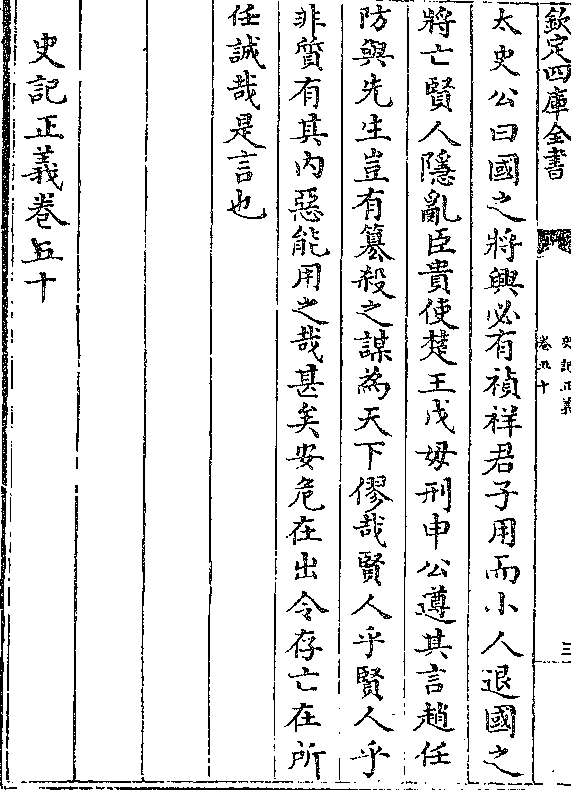 欽定四庫全書
史記正義
卷五十
三
太史公曰國之將興必有禎祥君子用而小人退國之
將亡賢人隱亂臣貴使楚王戊毋刑申公遵其言趙任
防與先生豈有篡殺之謀為天下僇哉賢人乎賢人乎
非質有其内惡能用之哉甚矣安危在出令存亡在所
任誠哉是言也
史記正義卷五十